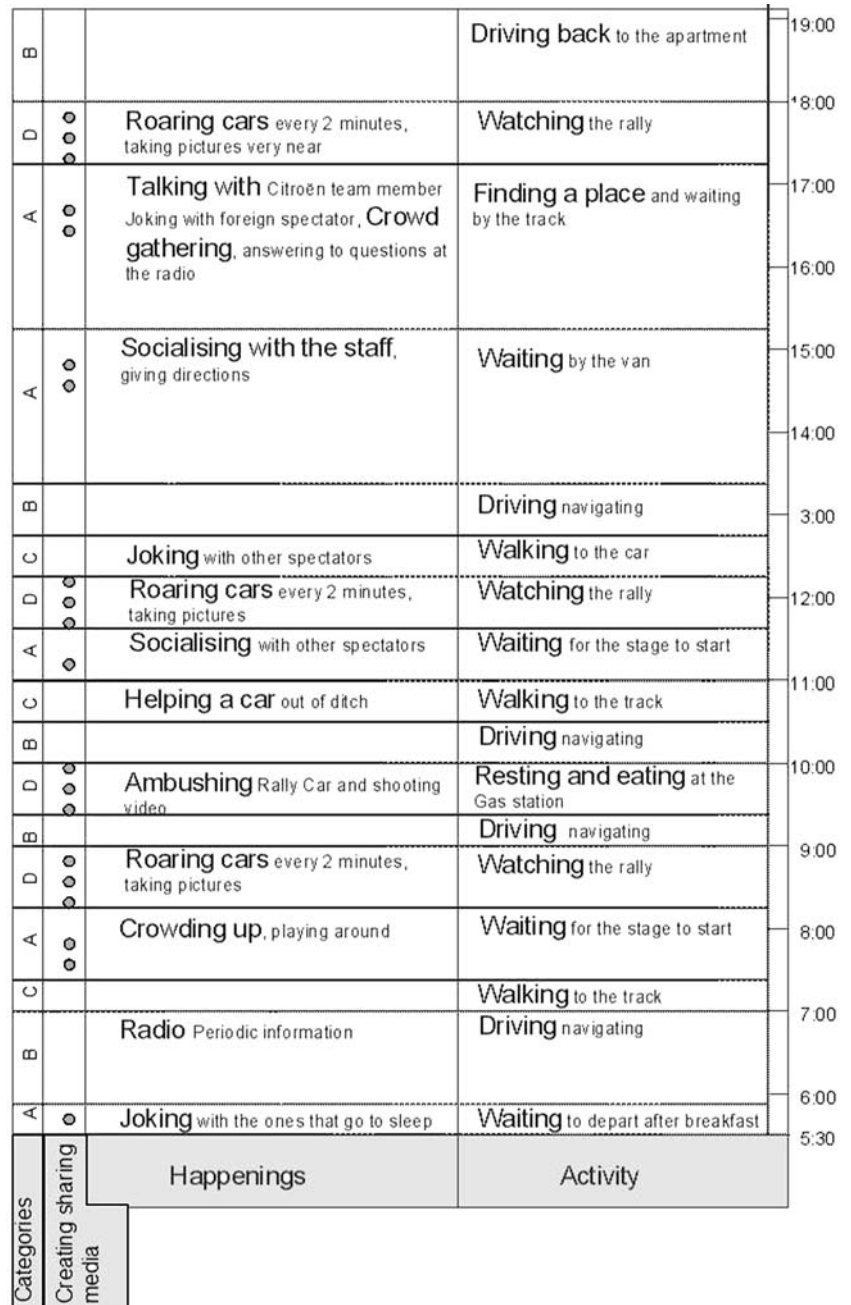 19:00
B
Driving back to the apartment
18:00
D
Roaring cars every 2 minutes,
taking pictures very near
Watching the rally
17:00
A
Talking with Citroën team member
Joking with foreign spectator, Crowd
gathering, answering to questions at
the radio
Finding a place and waiting
by the track
16:00
A
Socialising with the staff,
giving directions
Waiting by the van
15:00
14:00
B
Driving navigating
3:00
C
Joking with other spectators
Walking to the car
D
Roaring cars every 2 minutes,
taking pictures
Watching the rally
12:00
A
Socialising with other spectators
Waiting for the stage to start
11:00
C
Helping a car out of ditch
Walking to the track
B
Driving navigating
10:00
D
Ambushing Rally Car and shooting
video
Resting and eating at the
Gas station
B
Driving navigating
9:00
D
Roaring cars every 2 minutes,
taking pictures
Watching the rally
A
Crowding up, playing around
Waiting for the stage to start
8:00
C
Walking to the track
7:00
B
Radio Periodic information
Driving navigating
6:00
A
Joking with the ones that go to sleep
Waiting to depart after breakfast
5:30
Categories
Creating sharing
media
Happenings
Activity